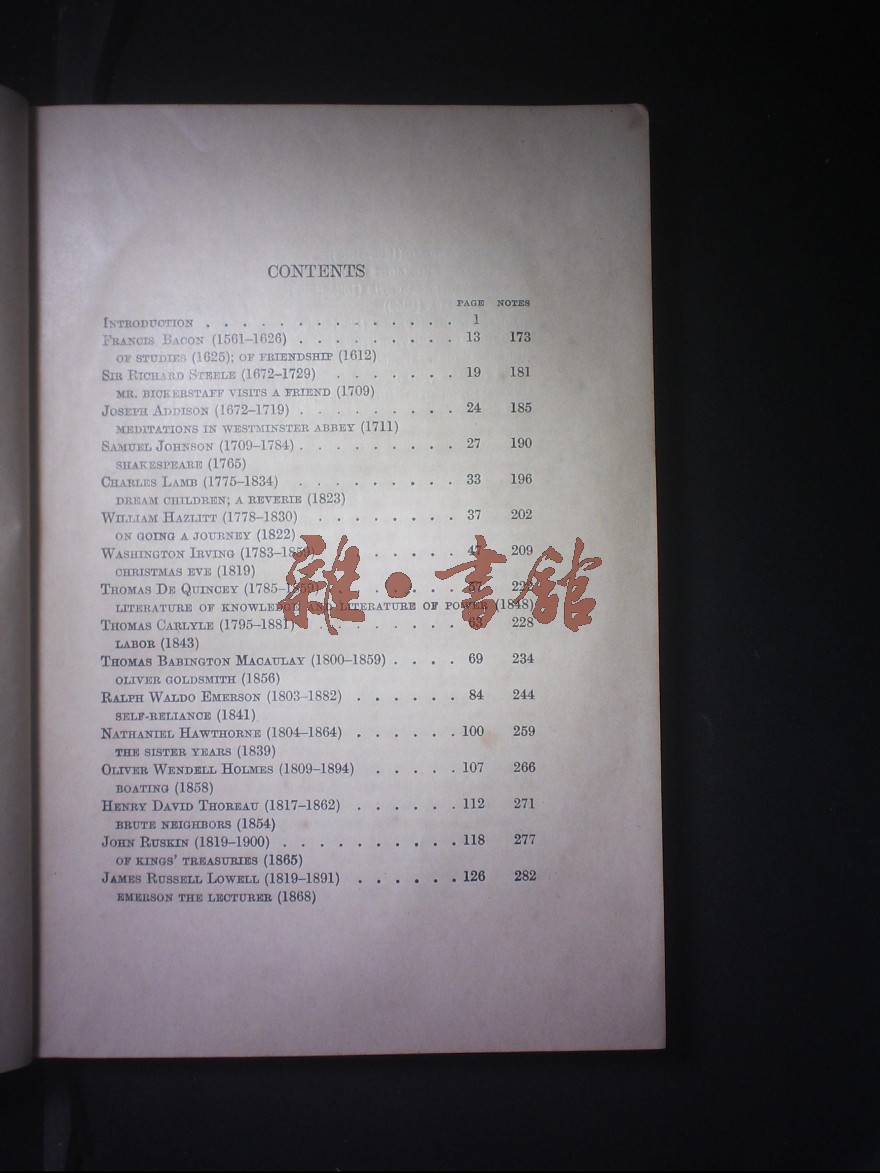 CONTENTS
PAGE NOTES
INTRODUCTION . . . . . . . . . . . . . . 1
FRANCIS BACON (1561–1626) . . . . . . . . . 13 173
OF STUDIES (1625); OF FRIENDSHIP (1612)
SIR RICHARD STEELE (1672–1729) . . . . . . . 19 181
MR. BICKERSTAFF VISITS A FRIEND (1709)
JOSEPH ADDISON (1672–1719) . . . . . . . . . 24 185
MEDITATIONS IN WESTMINSTER ABBEY (1711)
SAMUEL JOHNSON (1709–1784) . . . . . . . . . 27 190
SHAKESPEARE (1765)
CHARLES LAMB (1775–1834) . . . . . . . . . 33 196
DREAM CHILDREN; A REVERIE (1823)
WILLIAM HAZLITT (1778–1830) . . . . . . . . 37 202
ON GOING A JOURNEY (1822)
WASHINGTON IRVING (1783–1859) . . . . . . 47 209
CHRISTMAS EVE (1819)
THOMAS DE QUINCEY (1785–1859) . . . . . . 57 222
LITERATURE OF KNOWLEDGE AND LITERATURE OF POWER (1848)
THOMAS CARLYLE (1795–1881) . . . . . . . . 63 228
LABOR (1843)
THOMAS BABINGTON MACAULAY (1800–1859) . . . . 69 234
OLIVER GOLDSMITH (1856)
RALPH WALDO EMERSON (1803–1882) . . . . . . 84 244
SELF-RELIANCE (1841)
NATHANIEL HAWTHORNE (1804–1864) . . . . . . 100 259
THE SISTER YEARS (1839)
OLIVER WENDELL HOLMES (1809–1894) . . . . . 107 266
BOATING (1858)
HENRY DAVID THOREAU (1817–1862) . . . . . . 112 271
BRUTE NEIGHBORS (1854)
JOHN RUSKIN (1819–1900) . . . . . . . . . . 118 277
OF KINGS' TREASURIES (1865)
JAMES RUSSELL LOWELL (1819–1891) . . . . . . 126 282
EMERSON THE LECTURER (1868)
雜·書館